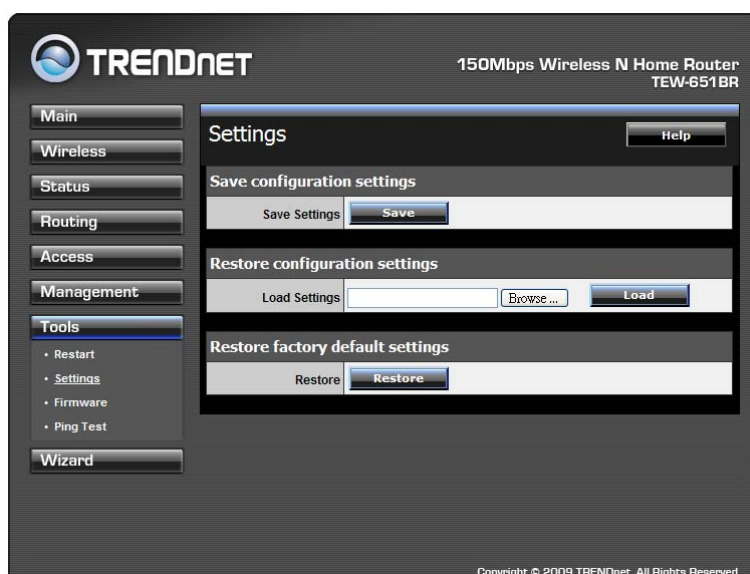 TRENDNET
150Mbps Wireless N Home Router
TEW-651BR
Main
Wireless
Status
Routing
Access
Management
Tools
• Restart
• Settings
• Firmware
• Ping Test
Wizard
Settings
Help
Save configuration settings
Save Settings
Save
Restore configuration settings
Load Settings
Browse ...
Load
Restore factory default settings
Restore
Restore
Copyright © 2009 TRENDnet. All Rights Reserved.